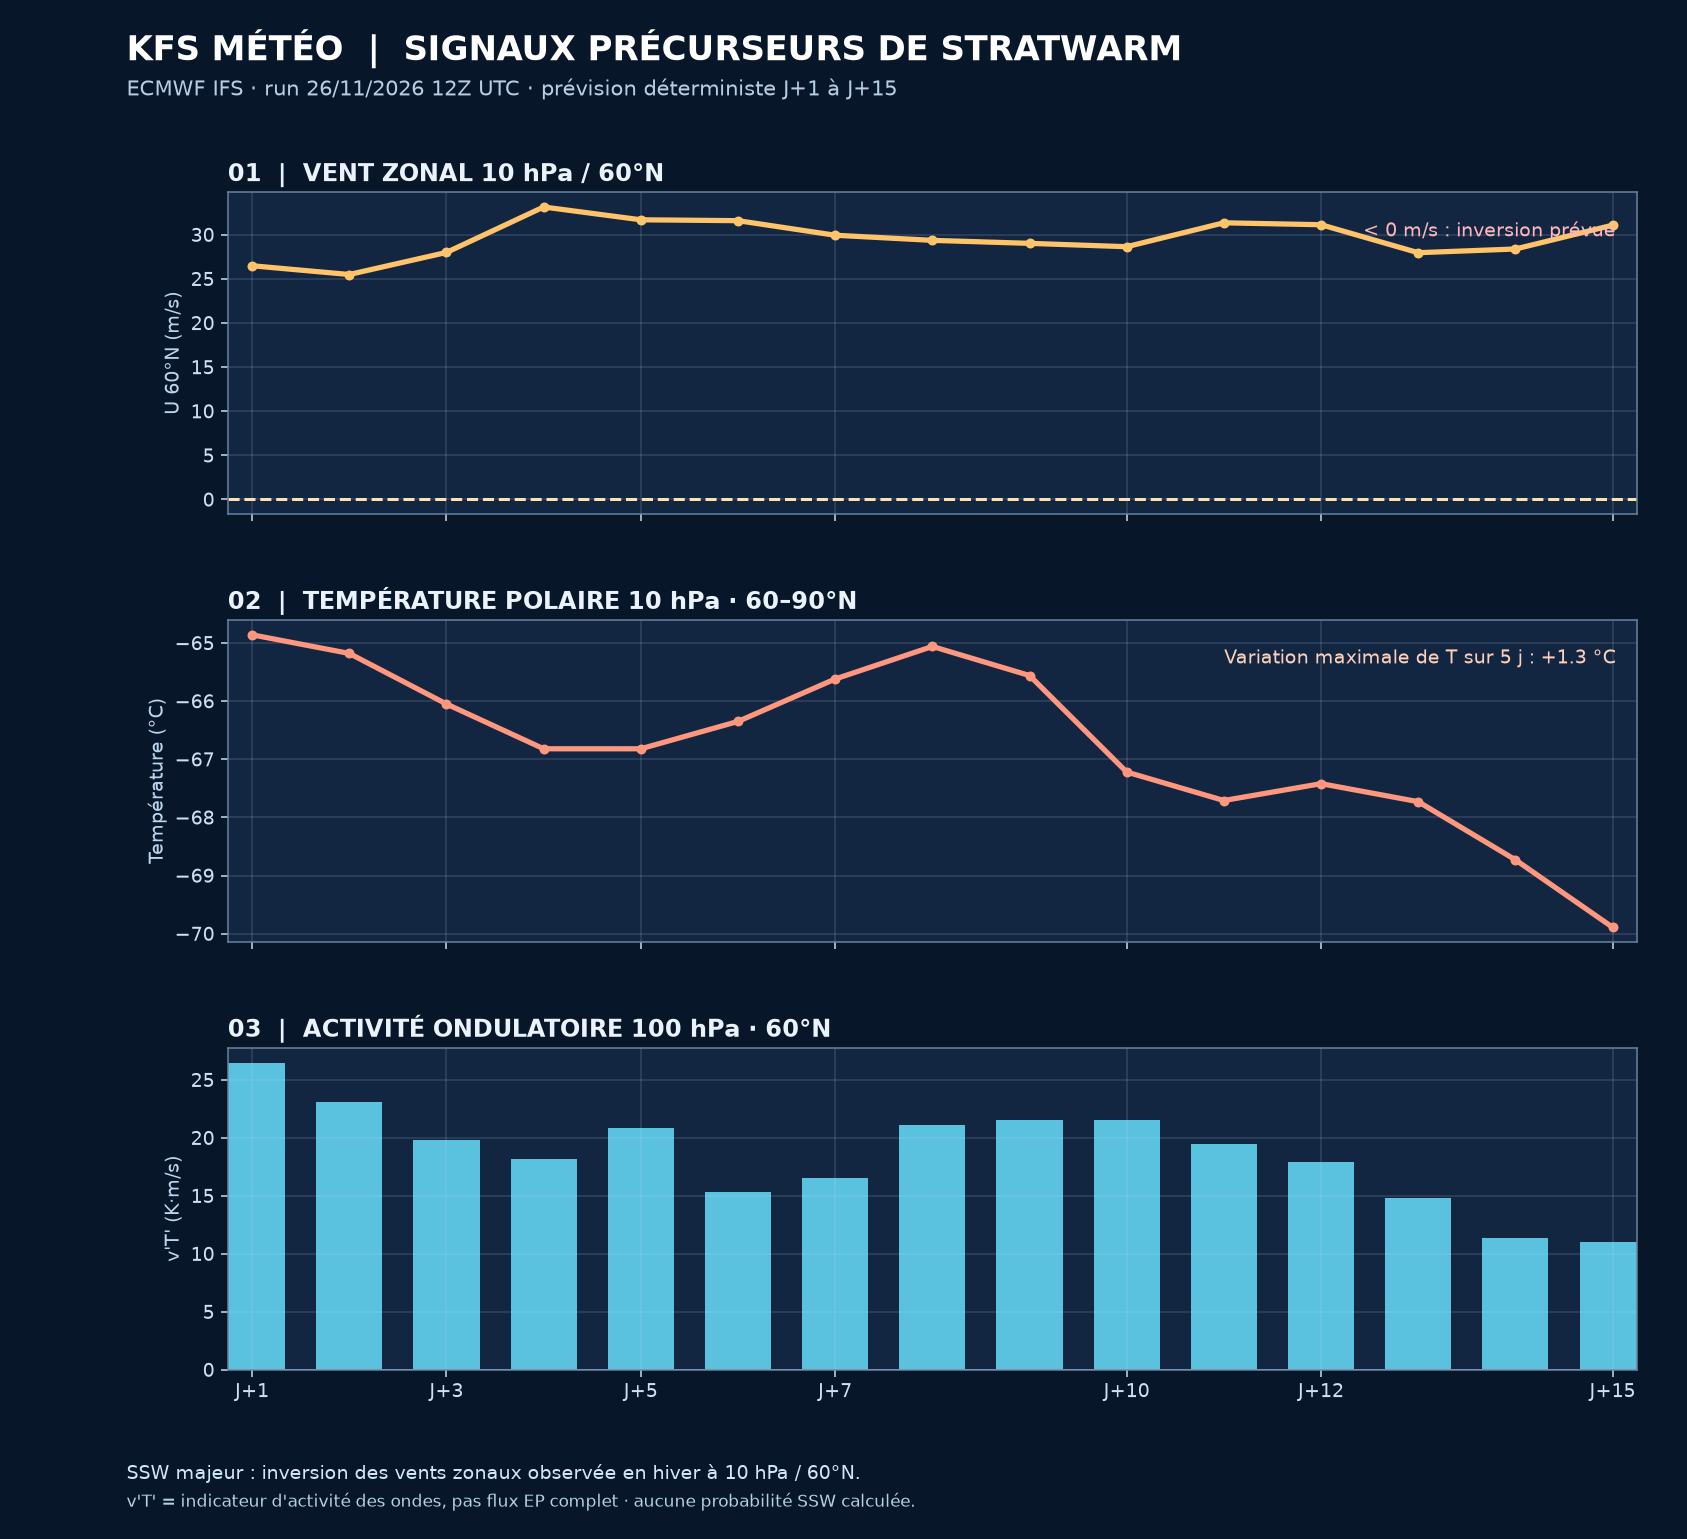 KFS MÉTÉO | SIGNAUX PRÉCURSEURS DE STRATWARM
ECMWF IFS · run 26/11/2026 12Z UTC · prévision déterministe J+1 à J+15
01 | VENT ZONAL 10 hPa / 60°N
U 60°N (m/s)
30
25
20
15
10
5
0
< 0 m/s : inversion prévue
02 | TEMPÉRATURE POLAIRE 10 hPa · 60–90°N
Température (°C)
−65
−66
−67
−68
−69
−70
Variation maximale de T sur 5 j : +1.3 °C
03 | ACTIVITÉ ONDULATOIRE 100 hPa · 60°N
v'T' (K·m/s)
25
20
15
10
5
0
J+1 J+3 J+5 J+7 J+10 J+12 J+15
SSW majeur : inversion des vents zonaux observée en hiver à 10 hPa / 60°N.
v'T' = indicateur d'activité des ondes, pas flux EP complet · aucune probabilité SSW calculée.